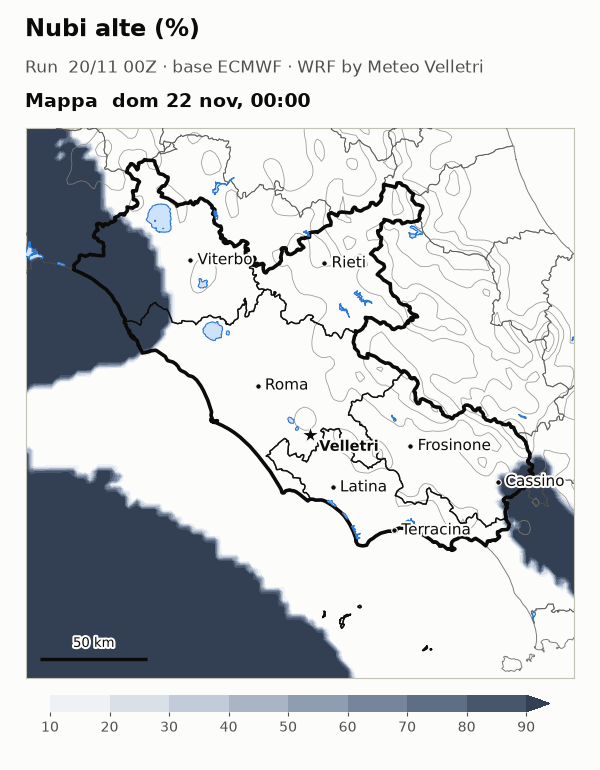 Nubi alte (%)
Run  20/11 00Z · base ECMWF · WRF by Meteo Velletri
Mappa  dom 22 nov, 00:00
Viterbo
Rieti
Roma
Velletri
Frosinone
Cassino
Latina
Terracina
50 km
10 20 30 40 50 60 70 80 90